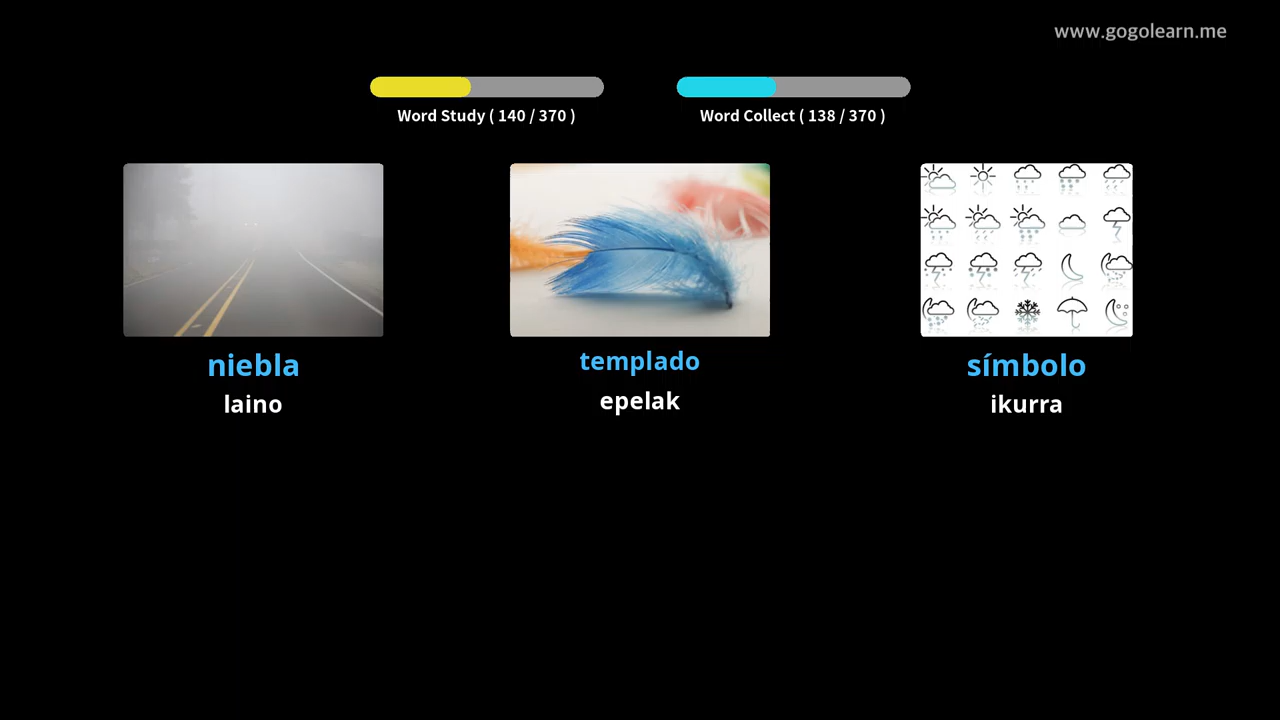 www.gogolearn.me
Word Study ( 140 / 370 )
Word Collect ( 138 / 370 )
niebla
laino
templado
epelak
símbolo
ikurra